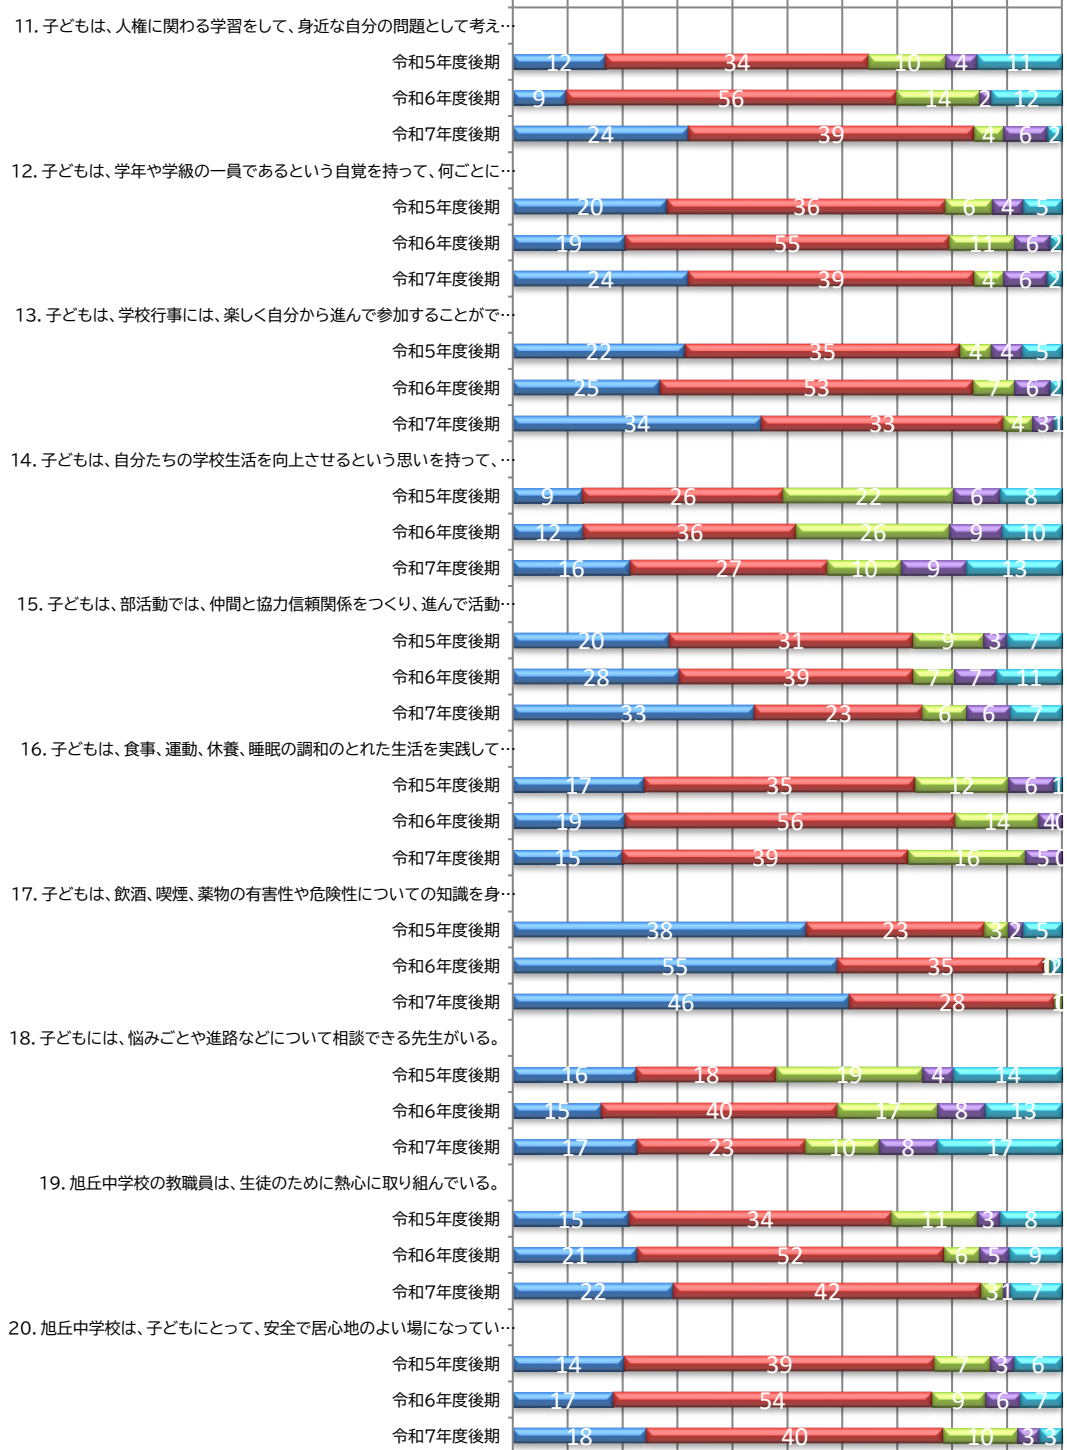 11. 子どもは、人権に関わる学習をして、身近な自分の問題として考え…
令和5年度後期 12 34 10 4 11
令和6年度後期 9 56 14 2 12
令和7年度後期 24 39 4 6 2
12. 子どもは、学年や学級の一員であるという自覚を持って、何ごとに…
令和5年度後期 20 36 6 4 5
令和6年度後期 19 55 11 6 2
令和7年度後期 24 39 4 6 2
13. 子どもは、学校行事には、楽しく自分から進んで参加することがで…
令和5年度後期 22 35 4 4 5
令和6年度後期 25 53 7 6 2
令和7年度後期 34 33 4 3 1
14. 子どもは、自分たちの学校生活を向上させるという思いを持って、…
令和5年度後期 9 26 22 6 8
令和6年度後期 12 36 26 9 10
令和7年度後期 16 27 10 9 13
15. 子どもは、部活動では、仲間と協力信頼関係をつくり、進んで活動…
令和5年度後期 20 31 9 3 7
令和6年度後期 28 39 7 7 11
令和7年度後期 33 23 6 6 7
16. 子どもは、食事、運動、休養、睡眠の調和のとれた生活を実践して…
令和5年度後期 17 35 12 6 1
令和6年度後期 19 56 14 4 0
令和7年度後期 15 39 16 5 0
17. 子どもは、飲酒、喫煙、薬物の有害性や危険性についての知識を身…
令和5年度後期 38 23 3 2 5
令和6年度後期 55 35 2
令和7年度後期 46 28 1
18. 子どもには、悩みごとや進路などについて相談できる先生がいる。
令和5年度後期 16 18 19 4 14
令和6年度後期 15 40 17 8 13
令和7年度後期 17 23 10 8 17
19. 旭丘中学校の教職員は、生徒のために熱心に取り組んでいる。
令和5年度後期 15 34 11 3 8
令和6年度後期 21 52 6 5 9
令和7年度後期 22 42 3 1 7
20. 旭丘中学校は、子どもにとって、安全で居心地のよい場になってい…
令和5年度後期 14 39 7 3 6
令和6年度後期 17 54 9 6 7
令和7年度後期 18 40 10 3 3